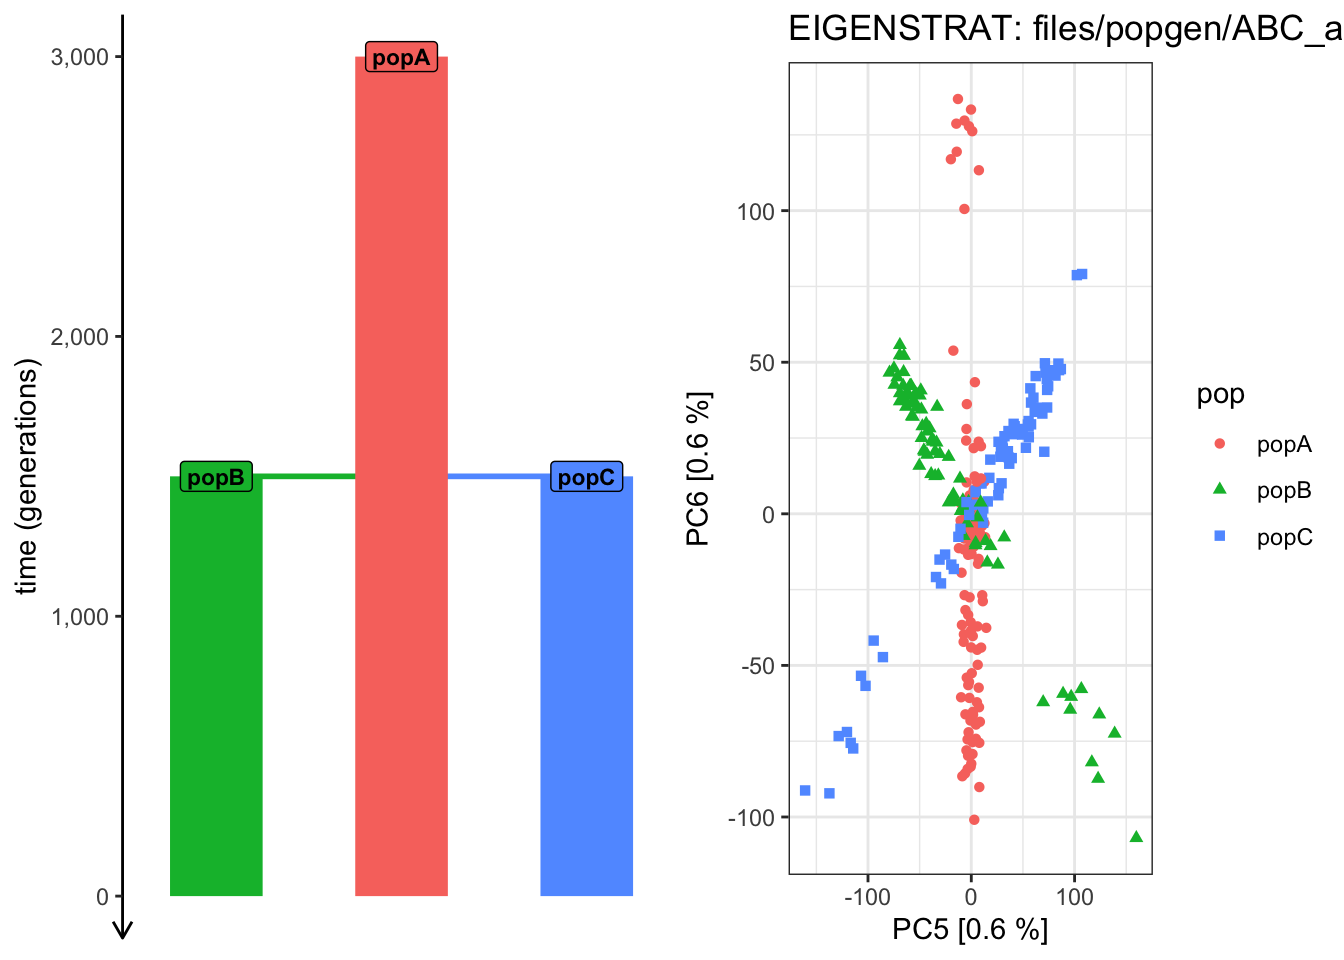 time (generations)
3,000
2,000
1,000
0
popA
popB
popC
EIGENSTRAT: files/popgen/ABC_a
PC6 [0.6 %]
100
50
0
-50
-100
-100
0
100
PC5 [0.6 %]
pop
popA
popB
popC